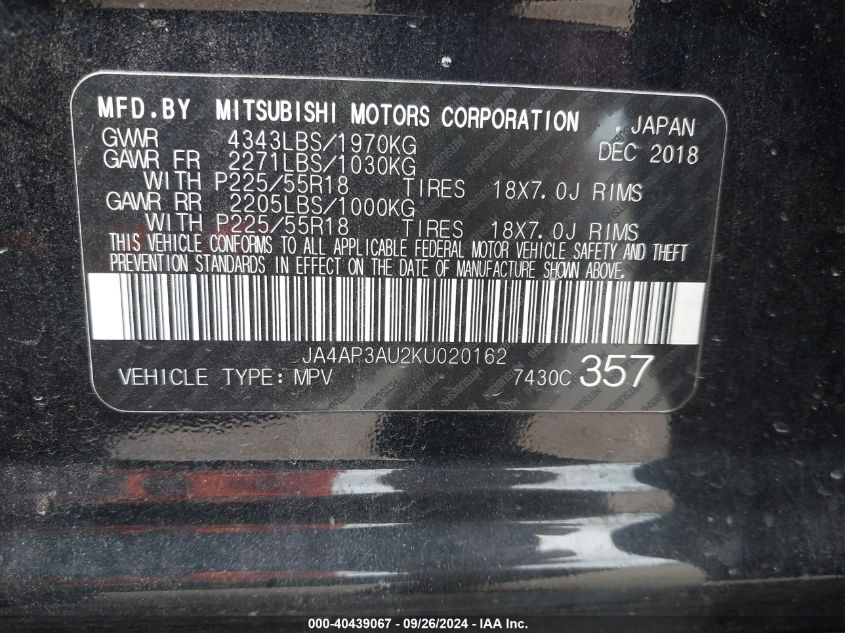 MFD.BY MITSUBISHI MOTORS CORPORATION , JAPAN
GWVR 4343LBS/1970KG DEC 2018
GAWR FR 2271LBS/1030KG
WITH P225/55R18 TIRES 18X7.0J RIMS
GAWR RR 2205LBS/1000KG
WITH P225/55R18 TIRES 18X7.0J RIMS
THIS VEHICLE CONFORMS TO ALL APPLICABLE FEDERAL MOTOR VEHICLE SAFETY AND THEFT
PREVENTION STANDARDS IN EFFECT ON THE DATE OF MANUFACTURE SHOWN ABOVE.
JA4AP3AU2KU020162
VEHICLE TYPE: MPV 7430C 357
000-40439067 - 09/26/2024 - IAA Inc.